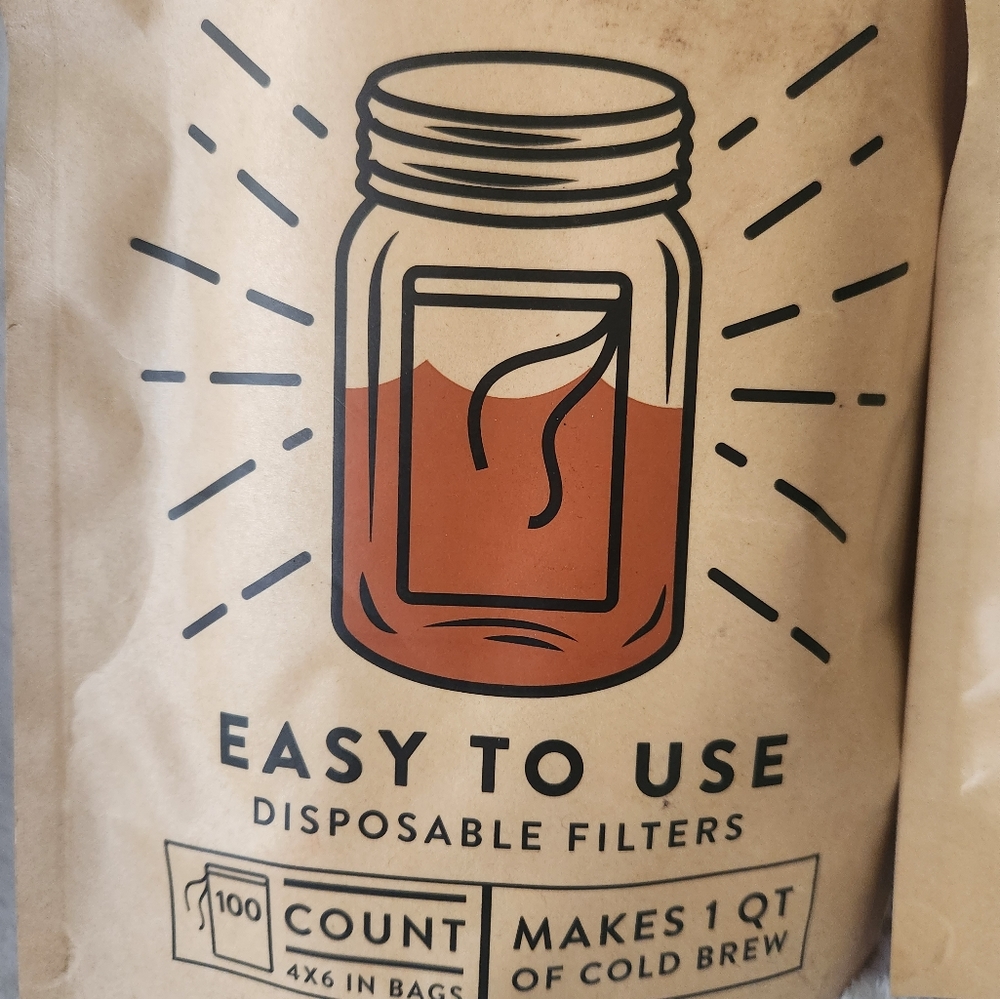 EASY TO USE
DISPOSABLE FILTERS
100 COUNT
4X6 IN BAGS
MAKES 1 QT
OF COLD BREW